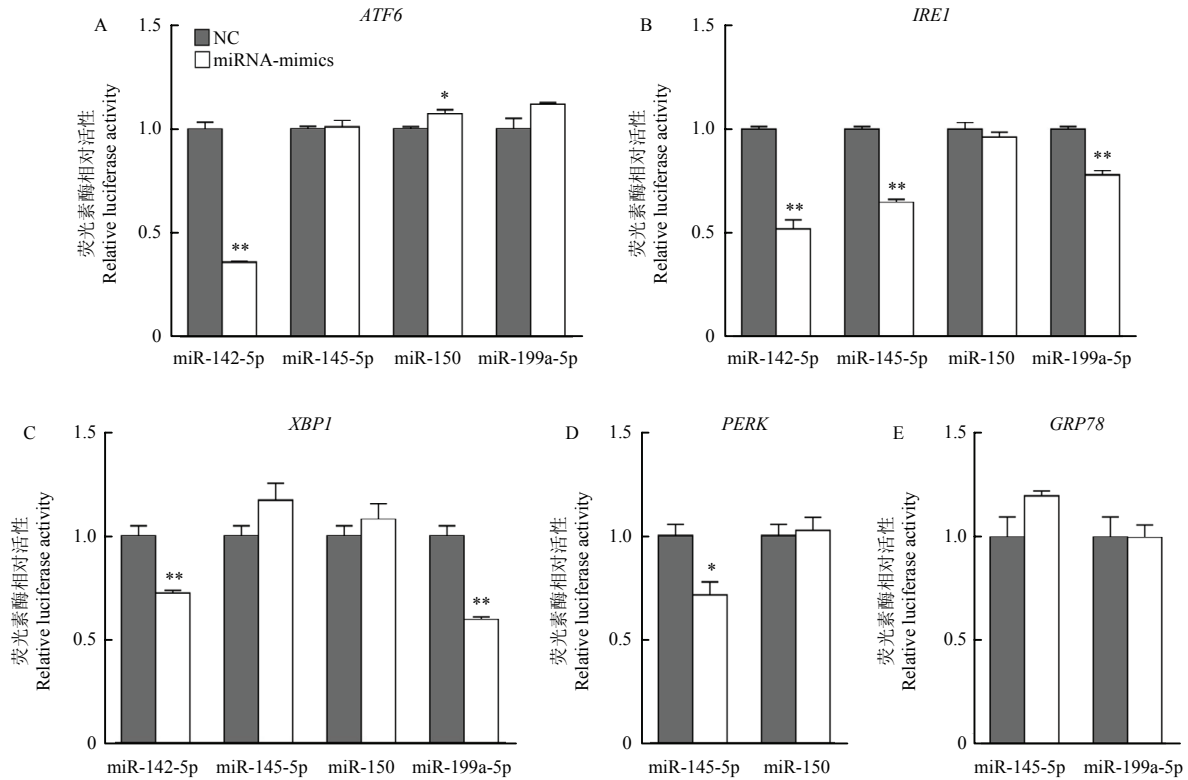 A
ATF6
1.5
1.0
0.5
0
NC
miRNA-mimics
荧光素酶相对活性
Relative luciferase activity
**
*
miR-142-5p
miR-145-5p
miR-150
miR-199a-5p
B
IRE1
1.5
1.0
0.5
0
荧光素酶相对活性
Relative luciferase activity
**
**
**
miR-142-5p
miR-145-5p
miR-150
miR-199a-5p
C
XBP1
1.5
1.0
0.5
0
荧光素酶相对活性
Relative luciferase activity
**
**
miR-142-5p
miR-145-5p
miR-150
miR-199a-5p
D
PERK
1.5
1.0
0.5
0
荧光素酶相对活性
Relative luciferase activity
*
miR-145-5p
miR-150
E
GRP78
1.5
1.0
0.5
0
荧光素酶相对活性
Relative luciferase activity
miR-145-5p
miR-199a-5p